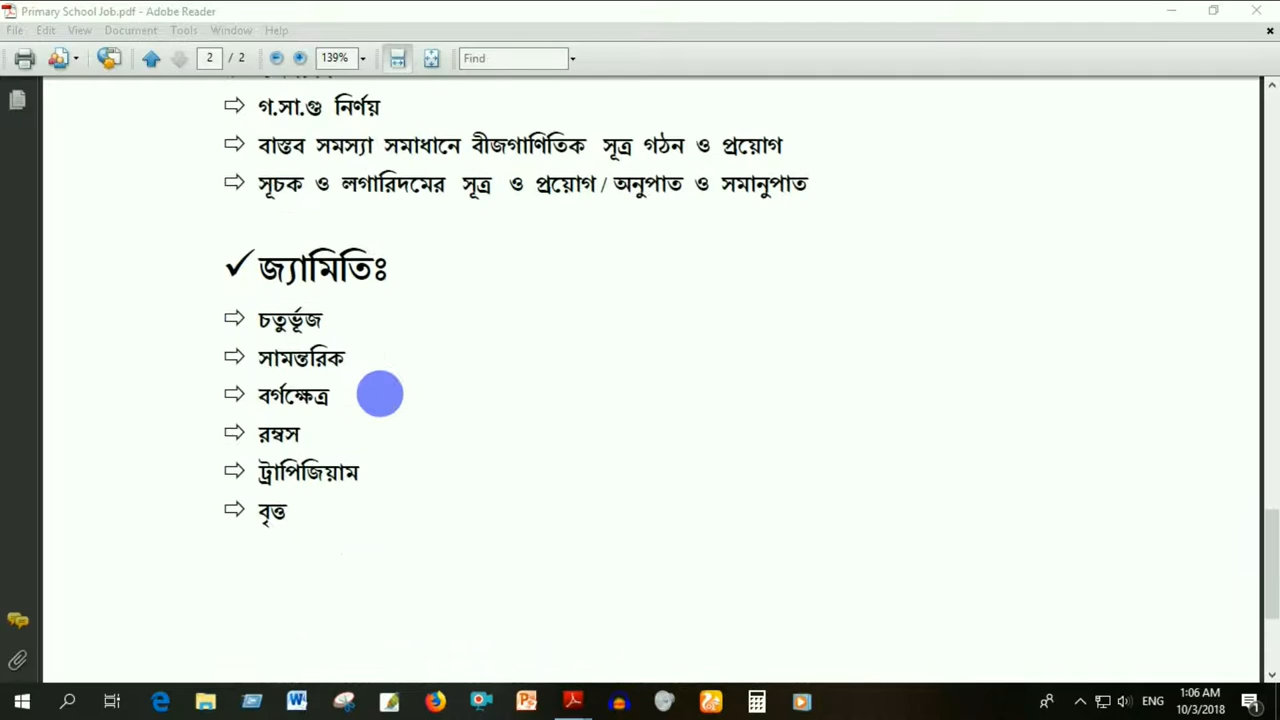 Primary School Job.pdf - Adobe Reader
File Edit View Document Tools Window Help
2 / 2 139% Find
গ.সা.গু নির্ণয়
বাস্তব সমস্যা সমাধানে বীজগাণিতিক সূত্র গঠন ও প্রয়োগ
সূচক ও লগারিদমের সূত্র ও প্রয়োগ / অনুপাত ও সমানুপাত
জ্যামিতিঃ
চতুর্ভূজ
সামন্তরিক
বর্গক্ষেত্র
রম্বস
ট্রাপিজিয়াম
বৃত্ত
ENG
1:06 AM
10/3/2018